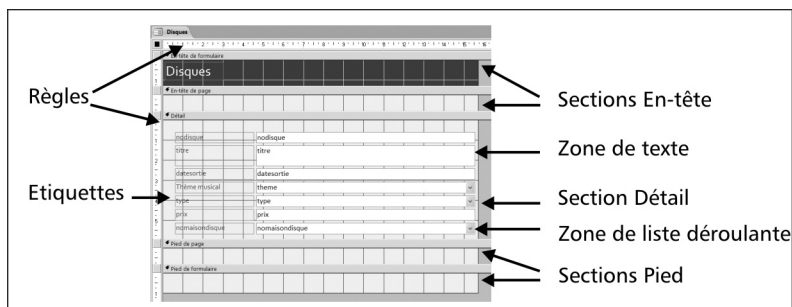 Disques
En-tête de formulaire
Disques
En-tête de page
Détail
nodisque nodisque
titre titre
datesortie datesortie
Thème musical theme
type type
prix prix
nomaisondisque nomaisondisque
Pied de page
Pied de formulaire
Règles
Etiquettes
Sections En-tête
Zone de texte
Section Détail
Zone de liste déroulante
Sections Pied